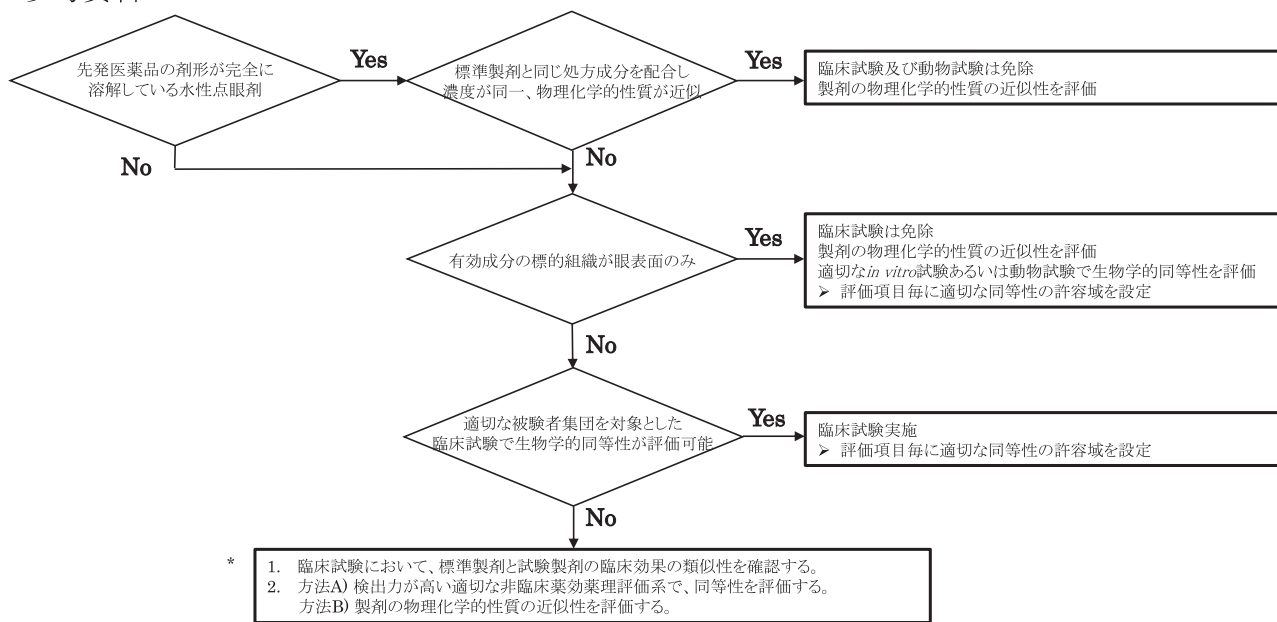 先発医薬品の剤形が完全に
溶解している水性点眼剤
Yes
標準製剤と同じ処方成分を配合し
濃度が同一、物理化学的性質が近似
Yes
臨床試験及び動物試験は免除
製剤の物理化学的性質の近似性を評価
No
No
有効成分の標的組織が眼表面のみ
Yes
臨床試験は免除
製剤の物理化学的性質の近似性を評価
適切なin vitro試験あるいは動物試験で生物学的同等性を評価
➢ 評価項目毎に適切な同等性の許容域を設定
No
適切な被験者集団を対象とした
臨床試験で生物学的同等性が評価可能
Yes
臨床試験実施
➢ 評価項目毎に適切な同等性の許容域を設定
No
*
1. 臨床試験において、標準製剤と試験製剤の臨床効果の類似性を確認する。
2. 方法A) 検出力が高い適切な非臨床薬効薬理評価系で、同等性を評価する。
方法B) 製剤の物理化学的性質の近似性を評価する。